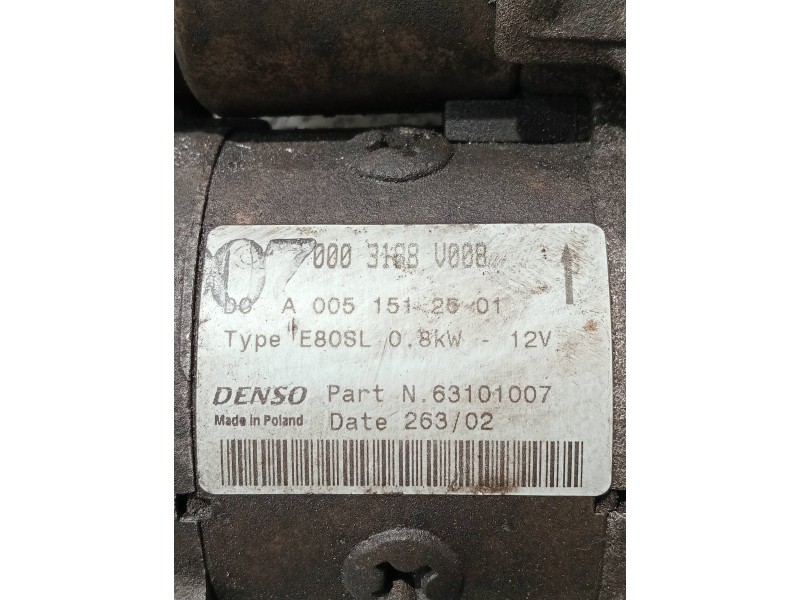 07 000 3168 V008
DC A 005 151 25 01
Type E80SL 0.8kW - 12V
DENSO Part N.63101007
Made in Poland Date 263/02